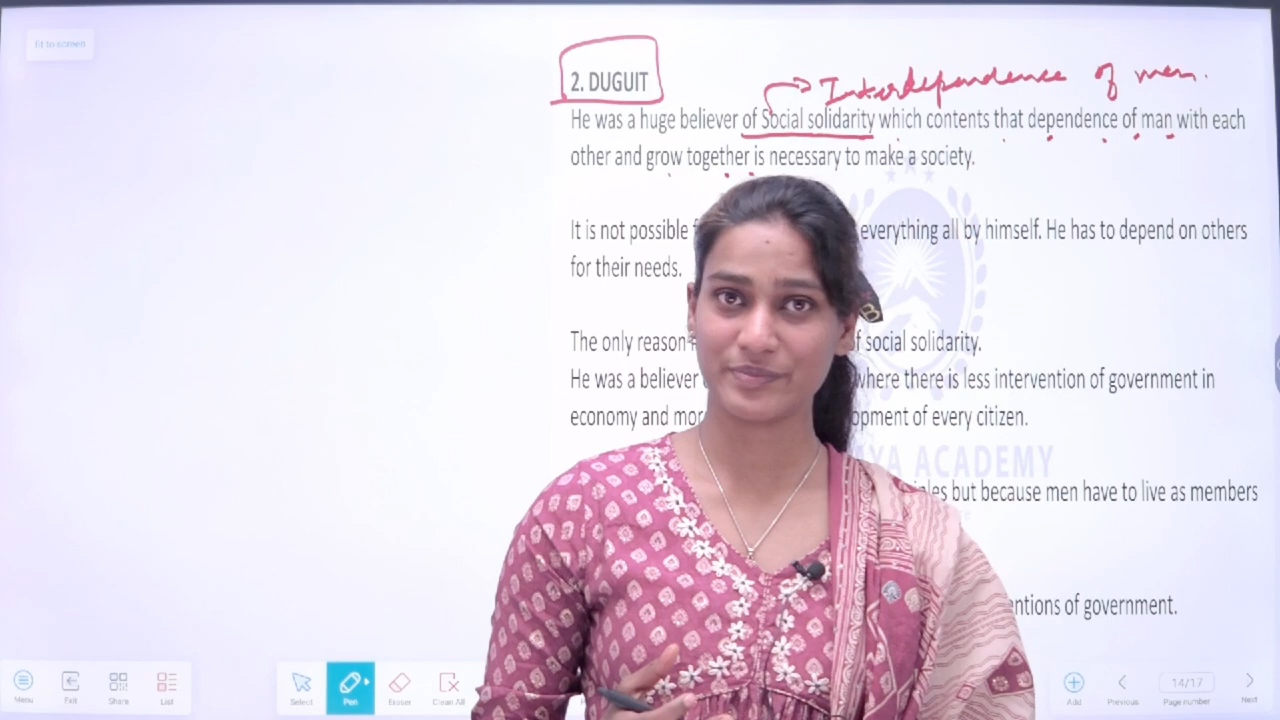 fit to screen
2. DUGUIT
Interdependence of men.
He was a huge believer of Social solidarity which contents that dependence of man with each
other and grow together is necessary to make a society.
It is not possible everything all by himself. He has to depend on others
for their needs.
The only reason of social solidarity.
He was a believer where there is less intervention of government in
economy and opment of every citizen.
ACADEMY
but because men have to live as members
entions of government.
B
Menu Exit Share List Select Pen Eraser Clean All Add Previous 14/17 Page number Next